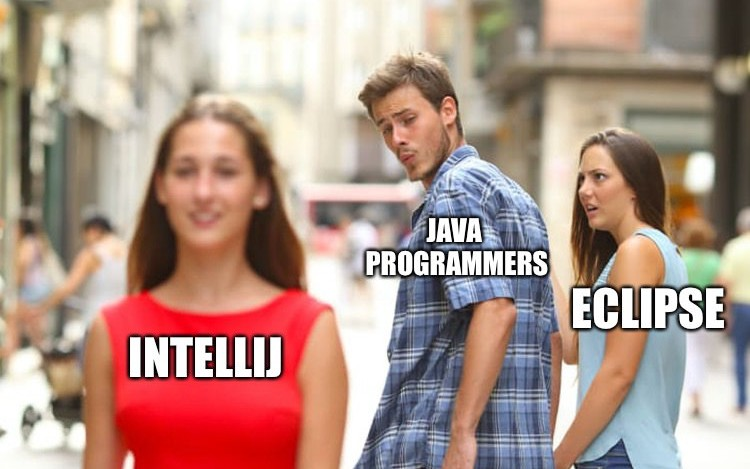 JAVA
PROGRAMMERS
ECLIPSE
INTELLIJ